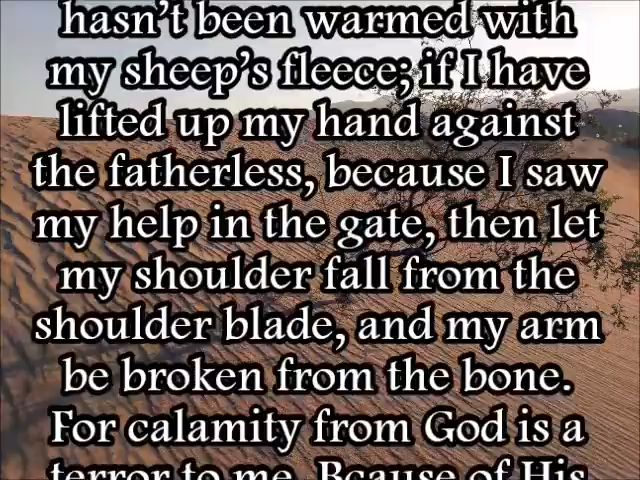 hasn't been warmed with
my sheep's fleece; if I have
lifted up my hand against
the fatherless, because I saw
my help in the gate, then let
my shoulder fall from the
shoulder blade, and my arm
be broken from the bone.
For calamity from God is a
terror to me. Bcause of His